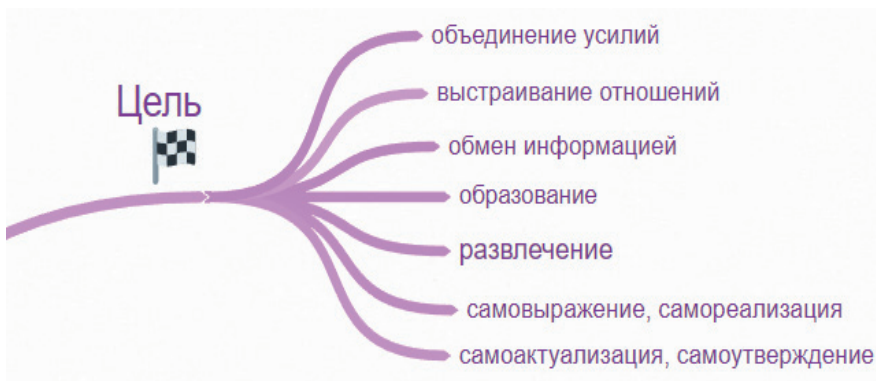 Цель
объединение усилий
выстраивание отношений
обмен информацией
образование
развлечение
самовыражение, самореализация
самоактуализация, самоутверждение